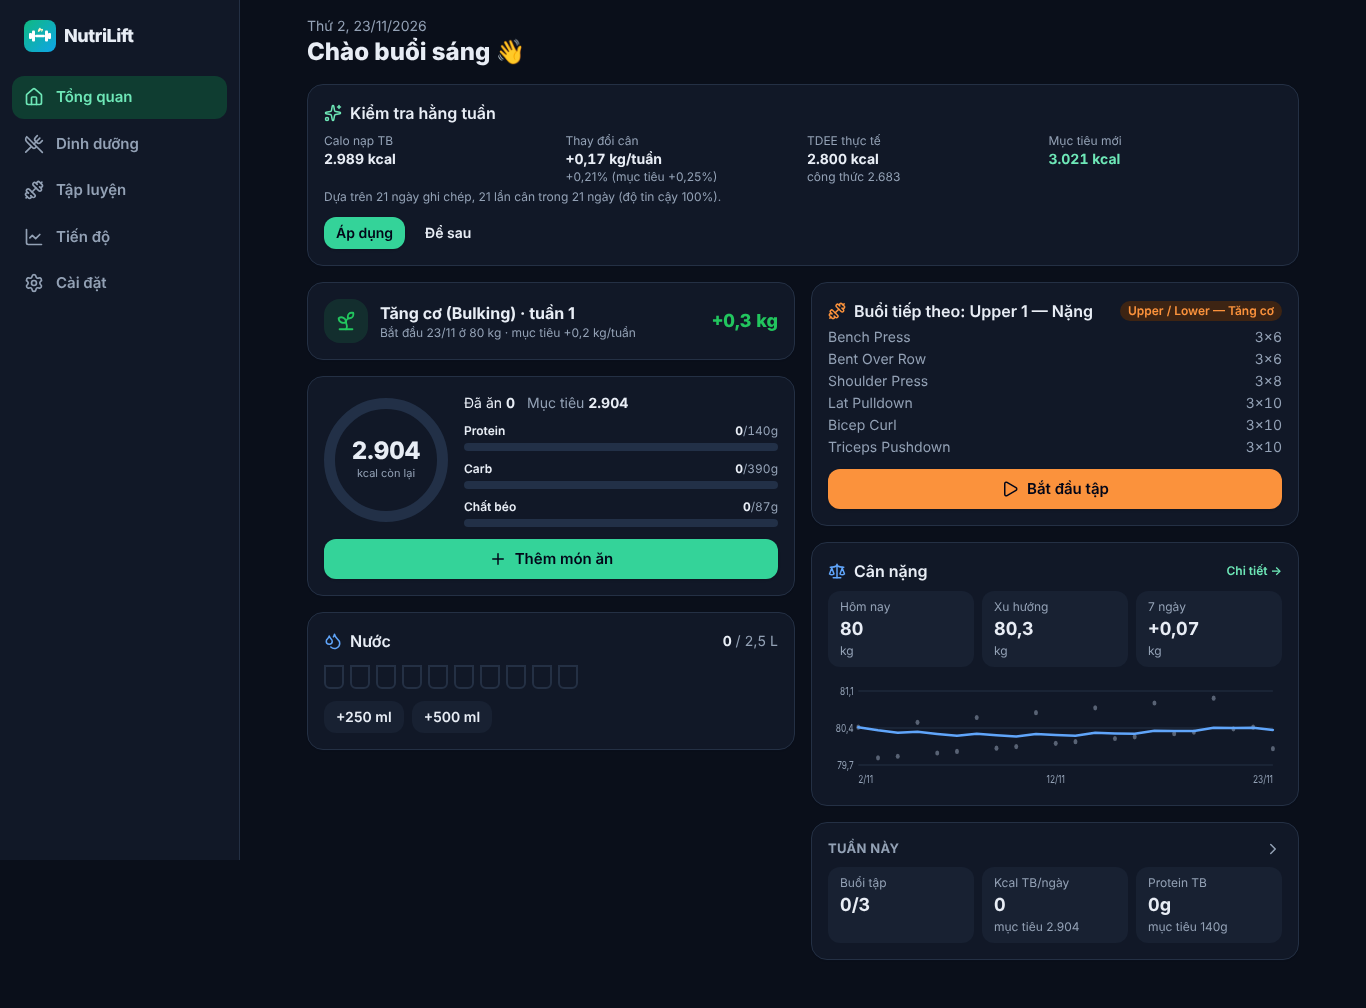 NutriLift
Tổng quan
Dinh dưỡng
Tập luyện
Tiến độ
Cài đặt
Thứ 2, 23/11/2026
Chào buổi sáng 👋
Kiểm tra hằng tuần
Calo nạp TB
2.989 kcal
Thay đổi cân
+0,17 kg/tuần
+0,21% (mục tiêu +0,25%)
TDEE thực tế
2.800 kcal
công thức 2.683
Mục tiêu mới
3.021 kcal
Dựa trên 21 ngày ghi chép, 21 lần cân trong 21 ngày (độ tin cậy 100%).
Áp dụng
Để sau
Tăng cơ (Bulking) · tuần 1
Bắt đầu 23/11 ở 80 kg · mục tiêu +0,2 kg/tuần
+0,3 kg
2.904
kcal còn lại
Đã ăn 0 Mục tiêu 2.904
Protein 0/140g
Carb 0/390g
Chất béo 0/87g
+ Thêm món ăn
Nước
0 / 2,5 L
+250 ml
+500 ml
Buổi tiếp theo: Upper 1 — Nặng
Upper / Lower — Tăng cơ
Bench Press 3×6
Bent Over Row 3×6
Shoulder Press 3×8
Lat Pulldown 3×10
Bicep Curl 3×10
Triceps Pushdown 3×10
Bắt đầu tập
Cân nặng
Chi tiết →
Hôm nay
80
kg
Xu hướng
80,3
kg
7 ngày
+0,07
kg
81,1
80,4
79,7
2/11
12/11
23/11
TUẦN NÀY
Buổi tập
0/3
Kcal TB/ngày
0
mục tiêu 2.904
Protein TB
0g
mục tiêu 140g